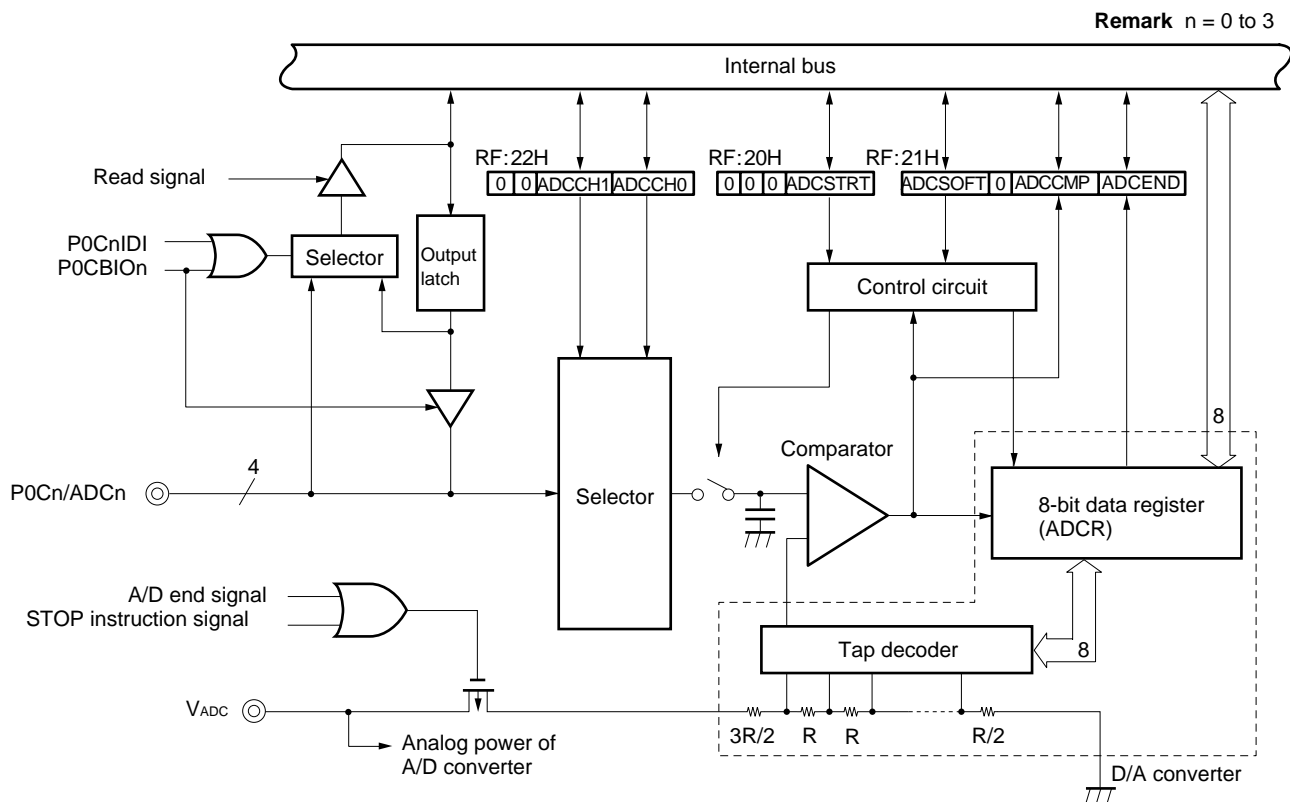 Remark n = 0 to 3
Internal bus
RF:22H
RF:20H
RF:21H
Read signal
0 0 ADCCH1 ADCCH0
0 0 0 ADCSTRT
ADCSOFT 0 ADCCMP ADCEND
P0CnIDI
P0CBIOn
Selector
Output
latch
Control circuit
8
Comparator
4
P0Cn/ADCn
Selector
8-bit data register
(ADCR)
A/D end signal
STOP instruction signal
Tap decoder
8
VADC
3R/2
R
R
R/2
Analog power of
A/D converter
D/A converter